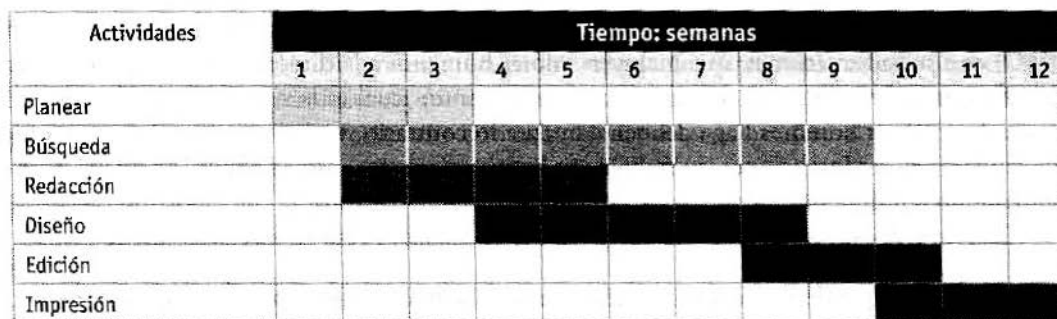 Actividades
Tiempo: semanas
1 2 3 4 5 6 7 8 9 10 11 12
Planear
Búsqueda
Redacción
Diseño
Edición
Impresión